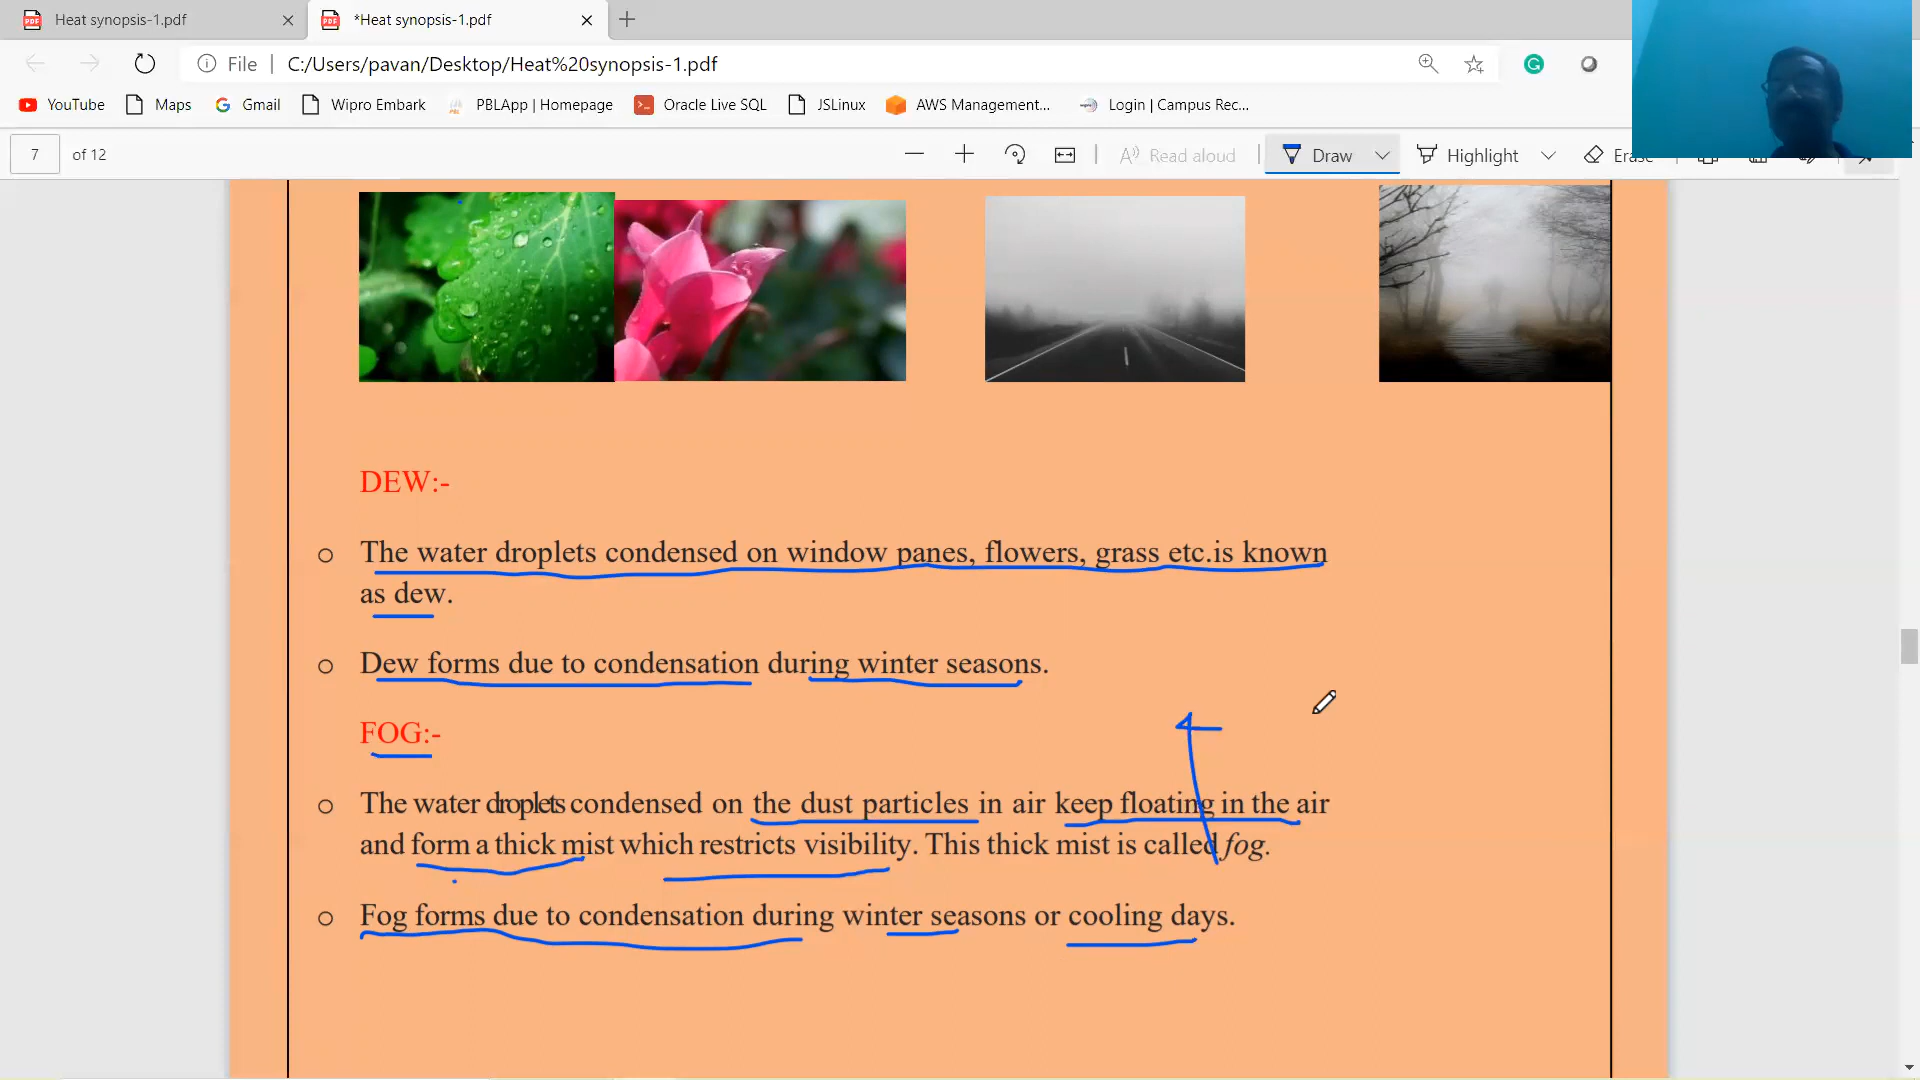 Heat synopsis-1.pdf
*Heat synopsis-1.pdf
File
C:/Users/pavan/Desktop/Heat%20synopsis-1.pdf
YouTube
Maps
Gmail
Wipro Embark
PBLApp | Homepage
Oracle Live SQL
JSLinux
AWS Management...
Login | Campus Rec...
7 of 12
Read aloud
Draw
Highlight
Erase
DEW:-
The water droplets condensed on window panes, flowers, grass etc.is known
as dew.
Dew forms due to condensation during winter seasons.
FOG:-
The water droplets condensed on the dust particles in air keep floating in the air
and form a thick mist which restricts visibility. This thick mist is called fog.
Fog forms due to condensation during winter seasons or cooling days.